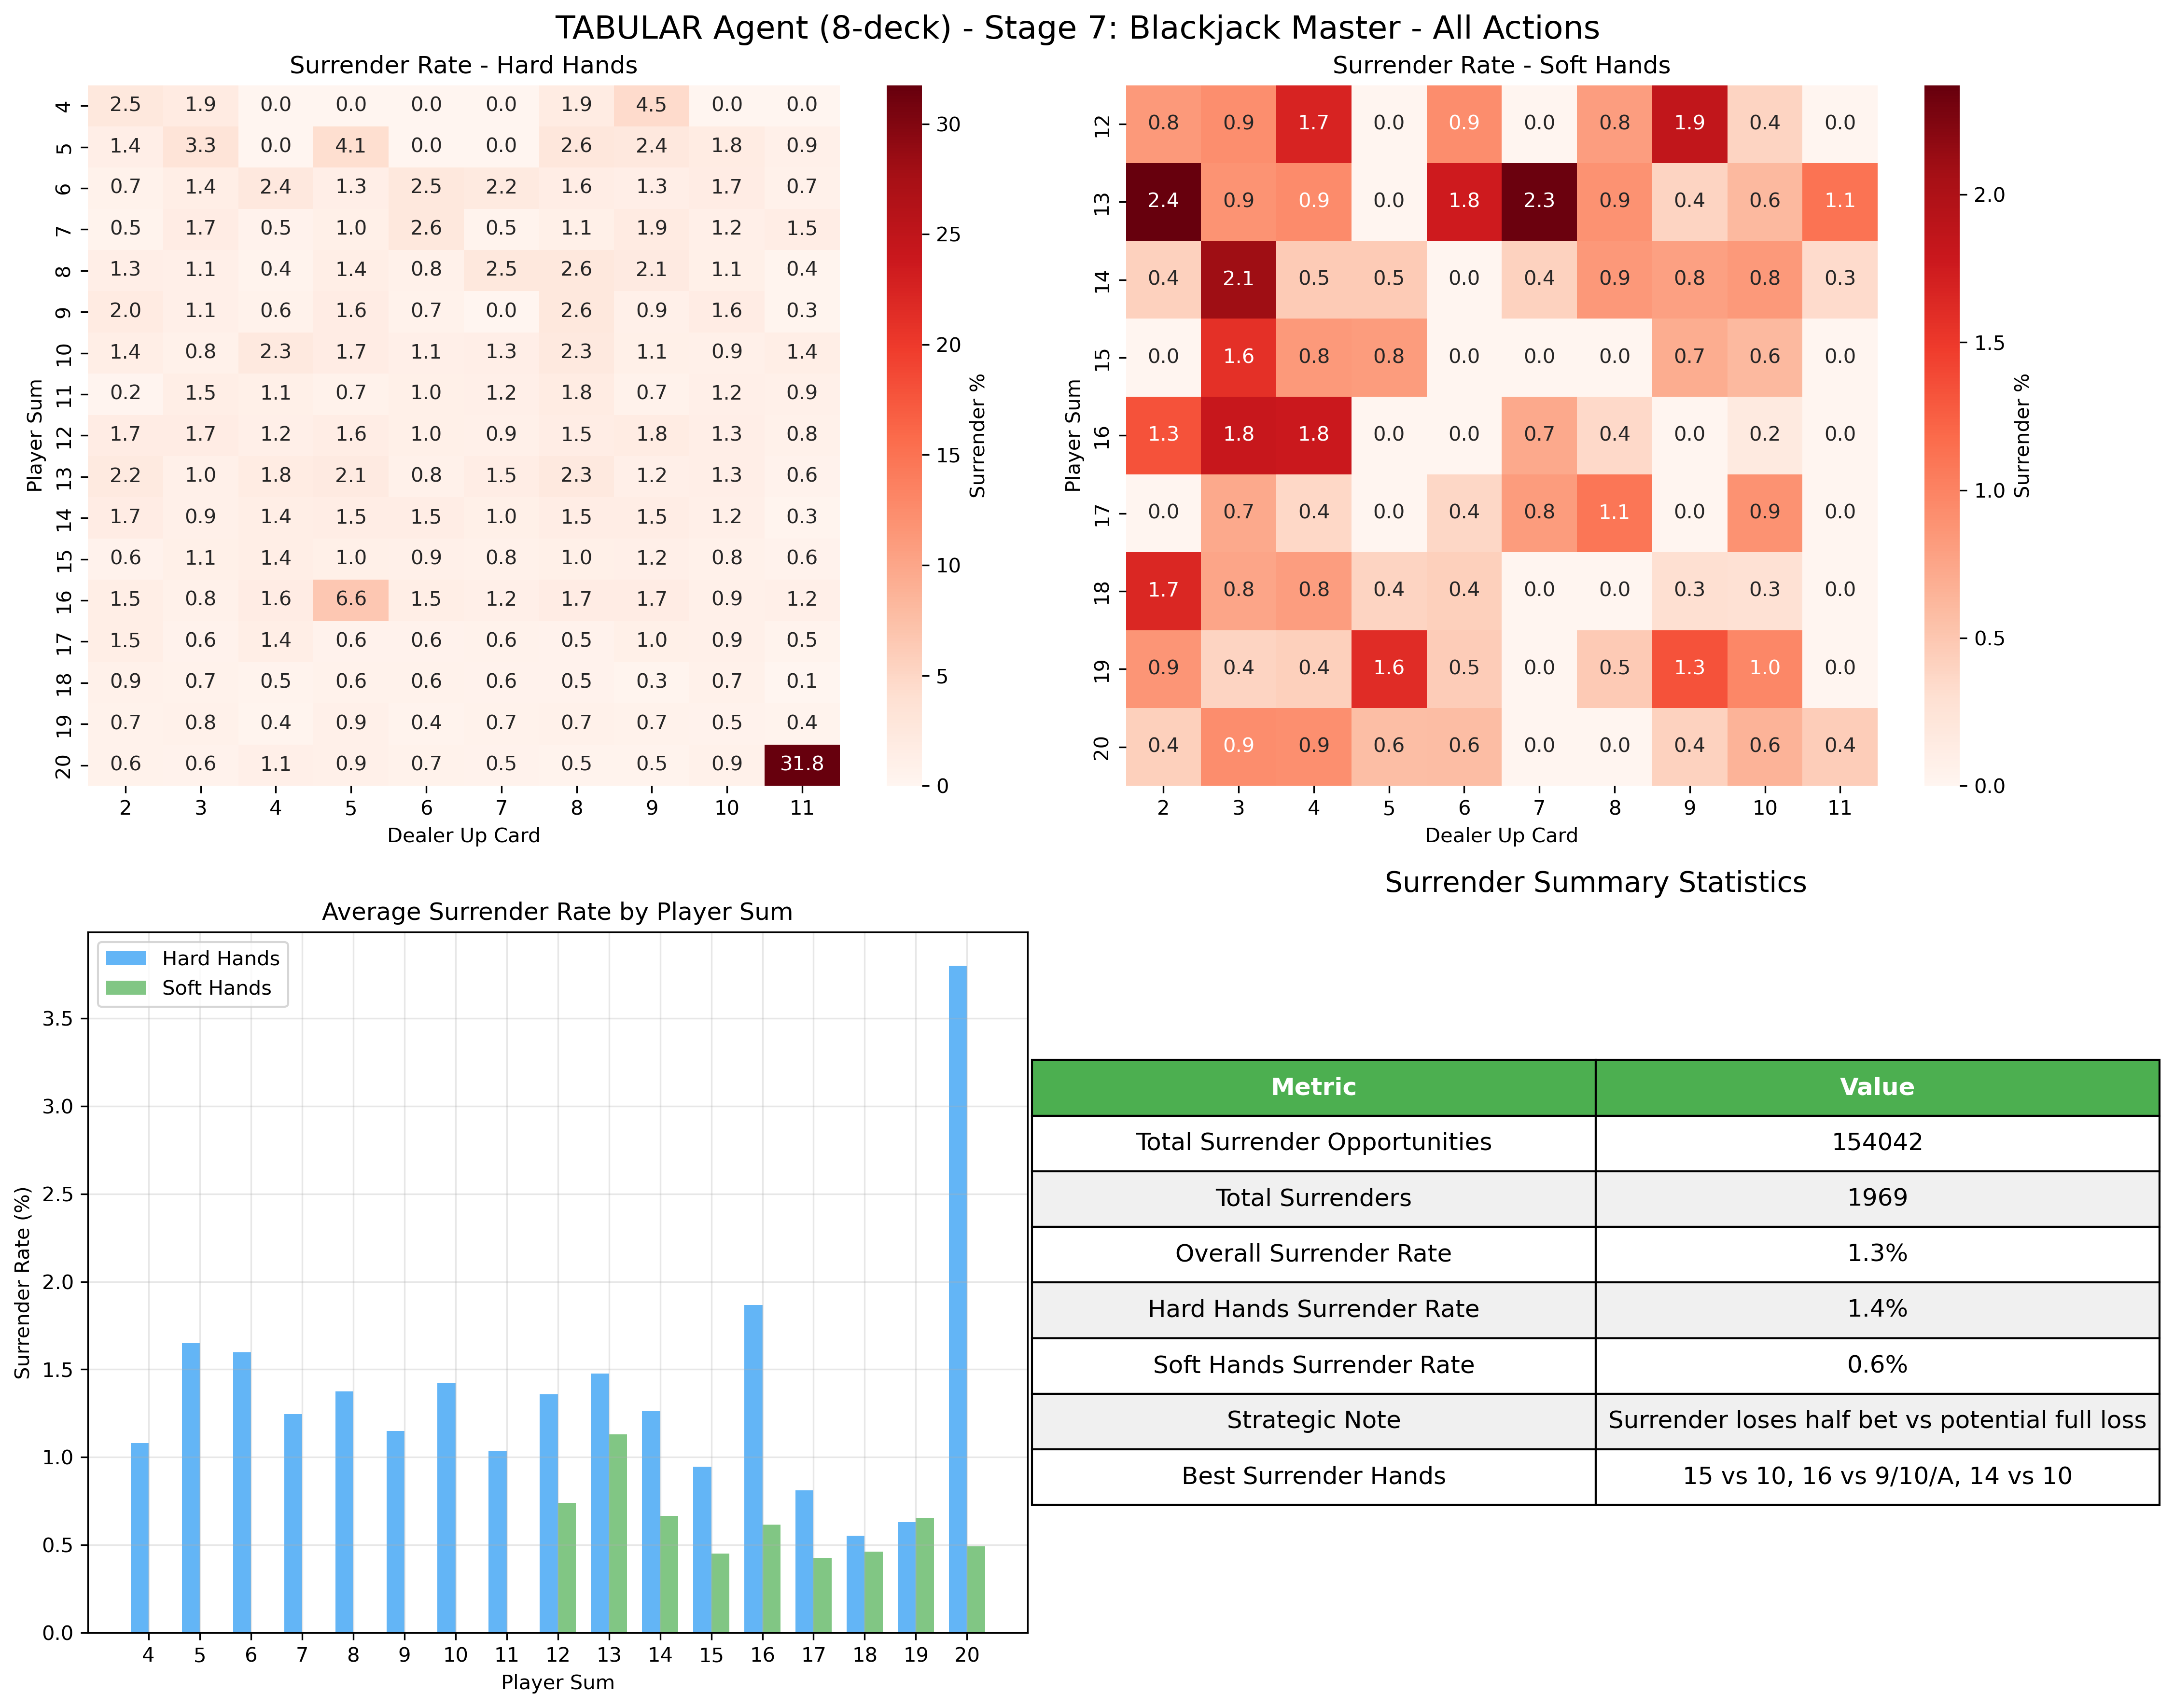 TABULAR Agent (8-deck) - Stage 7: Blackjack Master - All Actions
Surrender Rate - Hard Hands
Player Sum
4 2.5 1.9 0.0 0.0 0.0 0.0 1.9 4.5 0.0 0.0
5 1.4 3.3 0.0 4.1 0.0 0.0 2.6 2.4 1.8 0.9
6 0.7 1.4 2.4 1.3 2.5 2.2 1.6 1.3 1.7 0.7
7 0.5 1.7 0.5 1.0 2.6 0.5 1.1 1.9 1.2 1.5
8 1.3 1.1 0.4 1.4 0.8 2.5 2.6 2.1 1.1 0.4
9 2.0 1.1 0.6 1.6 0.7 0.0 2.6 0.9 1.6 0.3
10 1.4 0.8 2.3 1.7 1.1 1.3 2.3 1.1 0.9 1.4
11 0.2 1.5 1.1 0.7 1.0 1.2 1.8 0.7 1.2 0.9
12 1.7 1.7 1.2 1.6 1.0 0.9 1.5 1.8 1.3 0.8
13 2.2 1.0 1.8 2.1 0.8 1.5 2.3 1.2 1.3 0.6
14 1.7 0.9 1.4 1.5 1.5 1.0 1.5 1.5 1.2 0.3
15 0.6 1.1 1.4 1.0 0.9 0.8 1.0 1.2 0.8 0.6
16 1.5 0.8 1.6 6.6 1.5 1.2 1.7 1.7 0.9 1.2
17 1.5 0.6 1.4 0.6 0.6 0.6 0.5 1.0 0.9 0.5
18 0.9 0.7 0.5 0.6 0.6 0.6 0.5 0.3 0.7 0.1
19 0.7 0.8 0.4 0.9 0.4 0.7 0.7 0.7 0.5 0.4
20 0.6 0.6 1.1 0.9 0.7 0.5 0.5 0.5 0.9 31.8
2 3 4 5 6 7 8 9 10 11
Dealer Up Card
30
25
20
15
10
5
0
Surrender %
Surrender Rate - Soft Hands
Player Sum
12 0.8 0.9 1.7 0.0 0.9 0.0 0.8 1.9 0.4 0.0
13 2.4 0.9 0.9 0.0 1.8 2.3 0.9 0.4 0.6 1.1
14 0.4 2.1 0.5 0.5 0.0 0.4 0.9 0.8 0.8 0.3
15 0.0 1.6 0.8 0.8 0.0 0.0 0.0 0.7 0.6 0.0
16 1.3 1.8 1.8 0.0 0.0 0.7 0.4 0.0 0.2 0.0
17 0.0 0.7 0.4 0.0 0.4 0.8 1.1 0.0 0.9 0.0
18 1.7 0.8 0.8 0.4 0.4 0.0 0.0 0.3 0.3 0.0
19 0.9 0.4 0.4 1.6 0.5 0.0 0.5 1.3 1.0 0.0
20 0.4 0.9 0.9 0.6 0.6 0.0 0.0 0.4 0.6 0.4
2 3 4 5 6 7 8 9 10 11
Dealer Up Card
2.0
1.5
1.0
0.5
0.0
Surrender %
Average Surrender Rate by Player Sum
Hard Hands
Soft Hands
Surrender Rate (%)
3.5
3.0
2.5
2.0
1.5
1.0
0.5
0.0
4 5 6 7 8 9 10 11 12 13 14 15 16 17 18 19 20
Player Sum
Surrender Summary Statistics
Metric Value
Total Surrender Opportunities 154042
Total Surrenders 1969
Overall Surrender Rate 1.3%
Hard Hands Surrender Rate 1.4%
Soft Hands Surrender Rate 0.6%
Strategic Note Surrender loses half bet vs potential full loss
Best Surrender Hands 15 vs 10, 16 vs 9/10/A, 14 vs 10